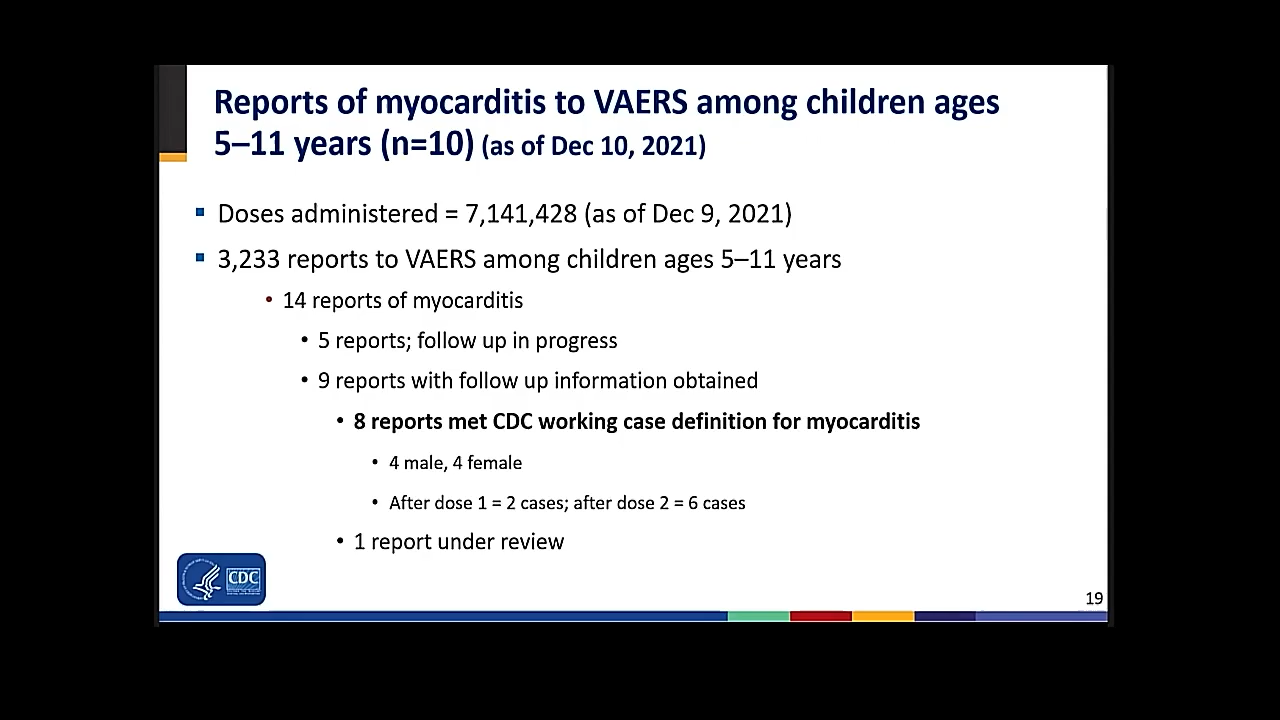 Reports of myocarditis to VAERS among children ages
5–11 years (n=10) (as of Dec 10, 2021)
▪ Doses administered = 7,141,428 (as of Dec 9, 2021)
▪ 3,233 reports to VAERS among children ages 5–11 years
• 14 reports of myocarditis
• 5 reports; follow up in progress
• 9 reports with follow up information obtained
• 8 reports met CDC working case definition for myocarditis
• 4 male, 4 female
• After dose 1 = 2 cases; after dose 2 = 6 cases
• 1 report under review
CDC
19